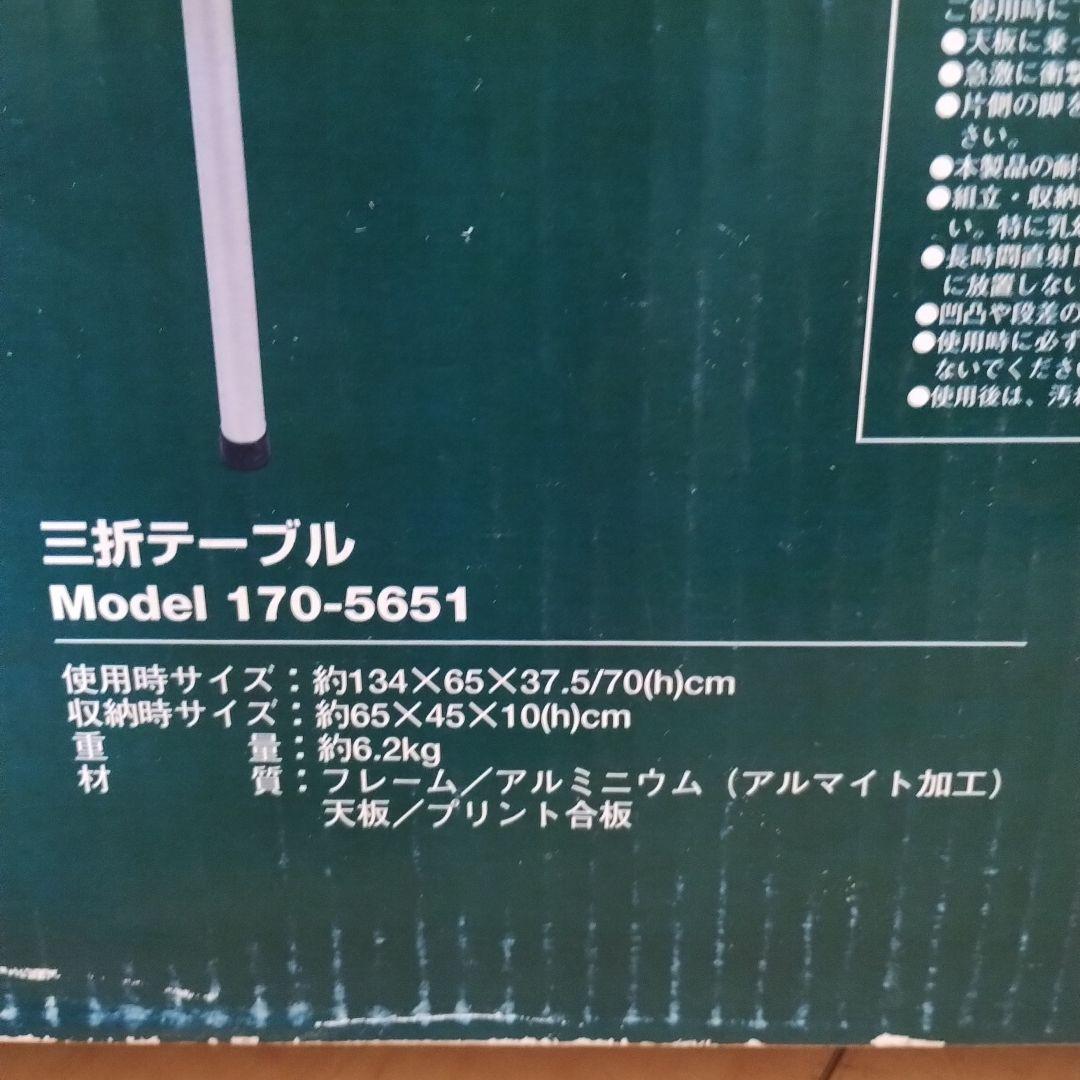 ご使用時に
●天板に乗っ
●急激に衝撃
●片側の脚を
さい。
●本製品の耐
●組立・収納
い。特に乳幼
●長時間直射日
に放置しない
●凹凸や段差の
●使用時に必ず
ないでください
●使用後は、汚れ
三折テーブル
Model 170-5651
使用時サイズ：約134×65×37.5/70(h)cm
収納時サイズ：約65×45×10(h)cm
重量：約6.2kg
材質：フレーム／アルミニウム（アルマイト加工）
天板／プリント合板